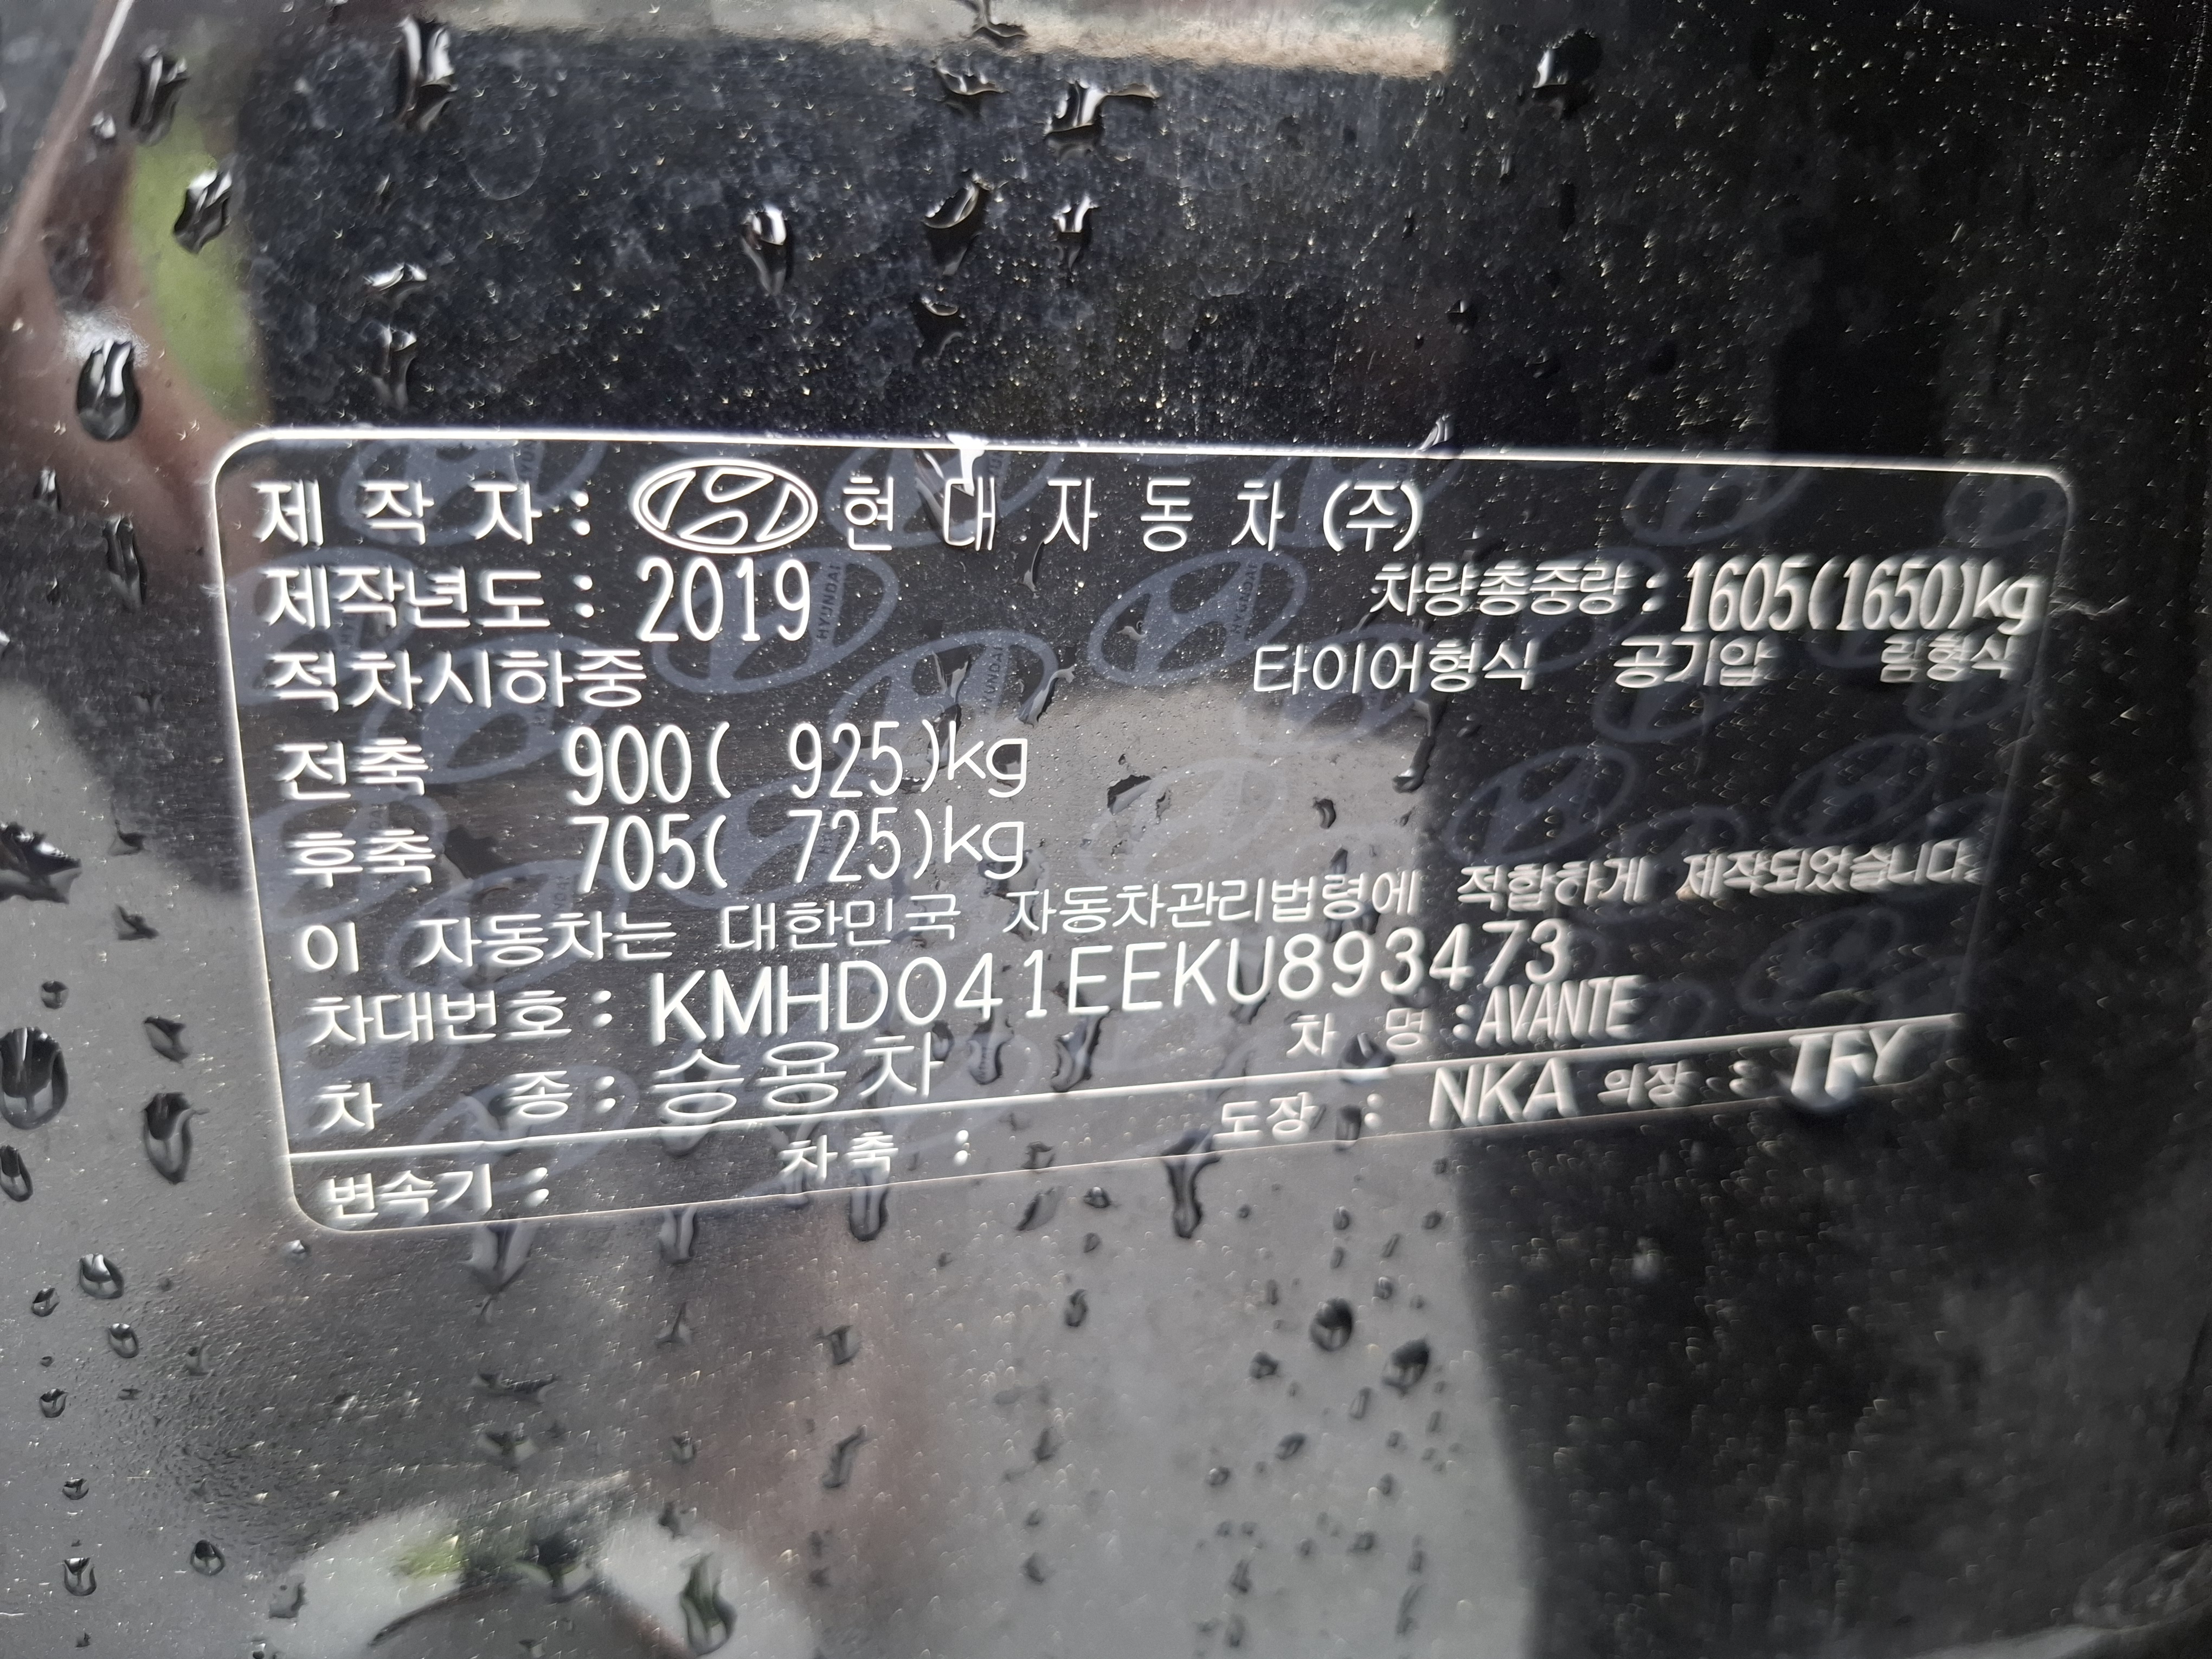 제 작 자 : 현 대 자 동 차 (주)
제작년도 : 2019 차량총중량 : 1605(1650)kg
적차시하중 타이어형식 공기압 림형식
전축 900( 925)kg
후축 705( 725)kg
이 자동차는 대한민국 자동차관리법령에 적합하게 제작되었습니다.
차대번호 : KMHD041EEKU893473
차 종 : 승용차 차 명 : AVANTE
변속기 : 차축 : 도장 : NKA 의장 : TFY